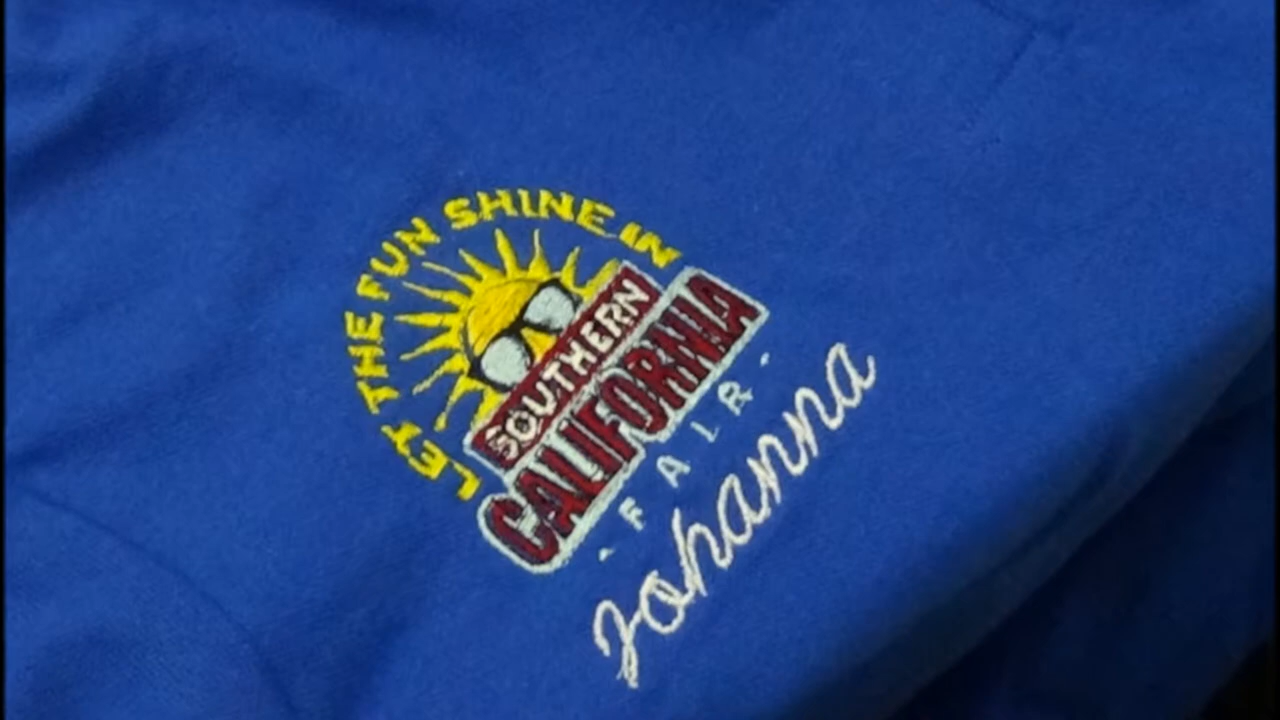 LET THE FUN SHINE IN
SOUTHERN
CALIFORNIA
- FAIR -
Johanna